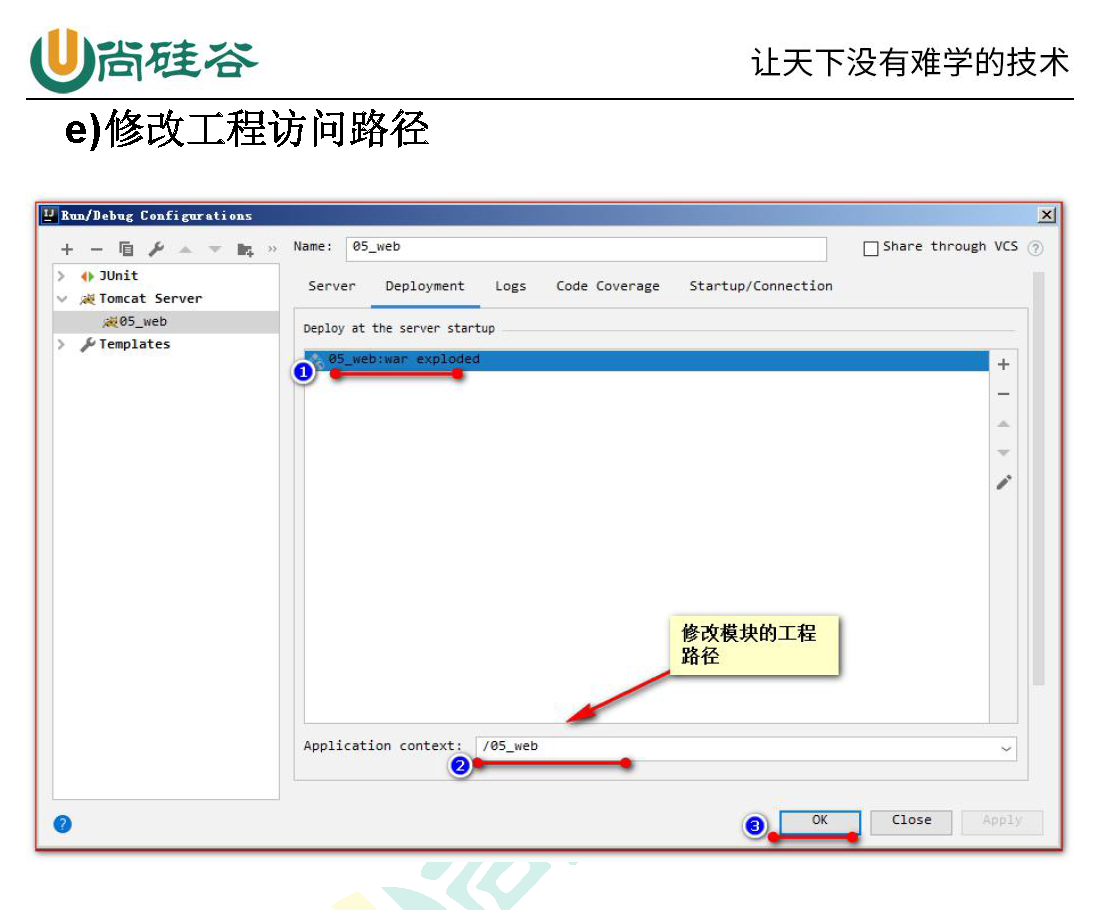 尚硅谷
让天下没有难学的技术
e)修改工程访问路径
Run/Debug Configurations
Name: 05_web
Share through VCS
JUnit
Tomcat Server
05_web
Templates
Server Deployment Logs Code Coverage Startup/Connection
Deploy at the server startup
05_web:war exploded
1
修改模块的工程
路径
Application context: /05_web
2
3
OK Close Apply